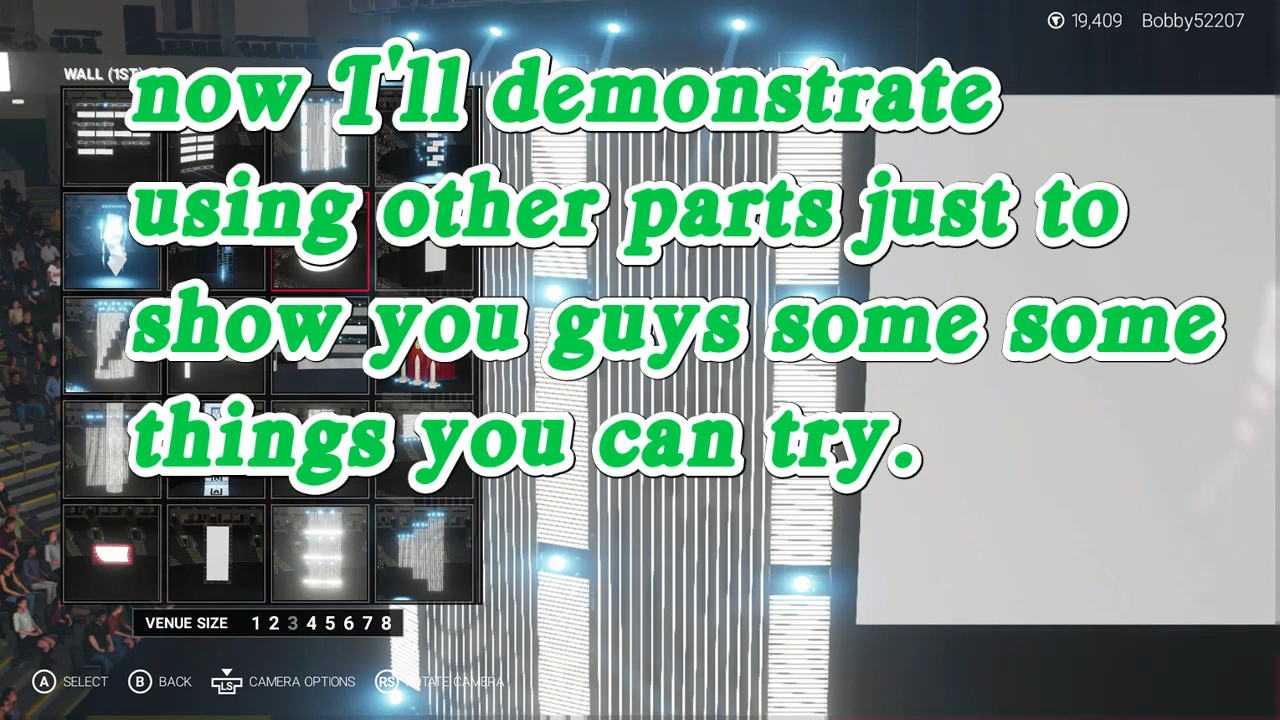 19,409 Bobby52207
WALL (1ST)
now I'll demonstrate
using other parts just to
show you guys some some
things you can try.
VENUE SIZE 1 2 3 4 5 6 7 8
A SELECT B BACK LS CAMERA OPTIONS RS ROTATE CAMERA